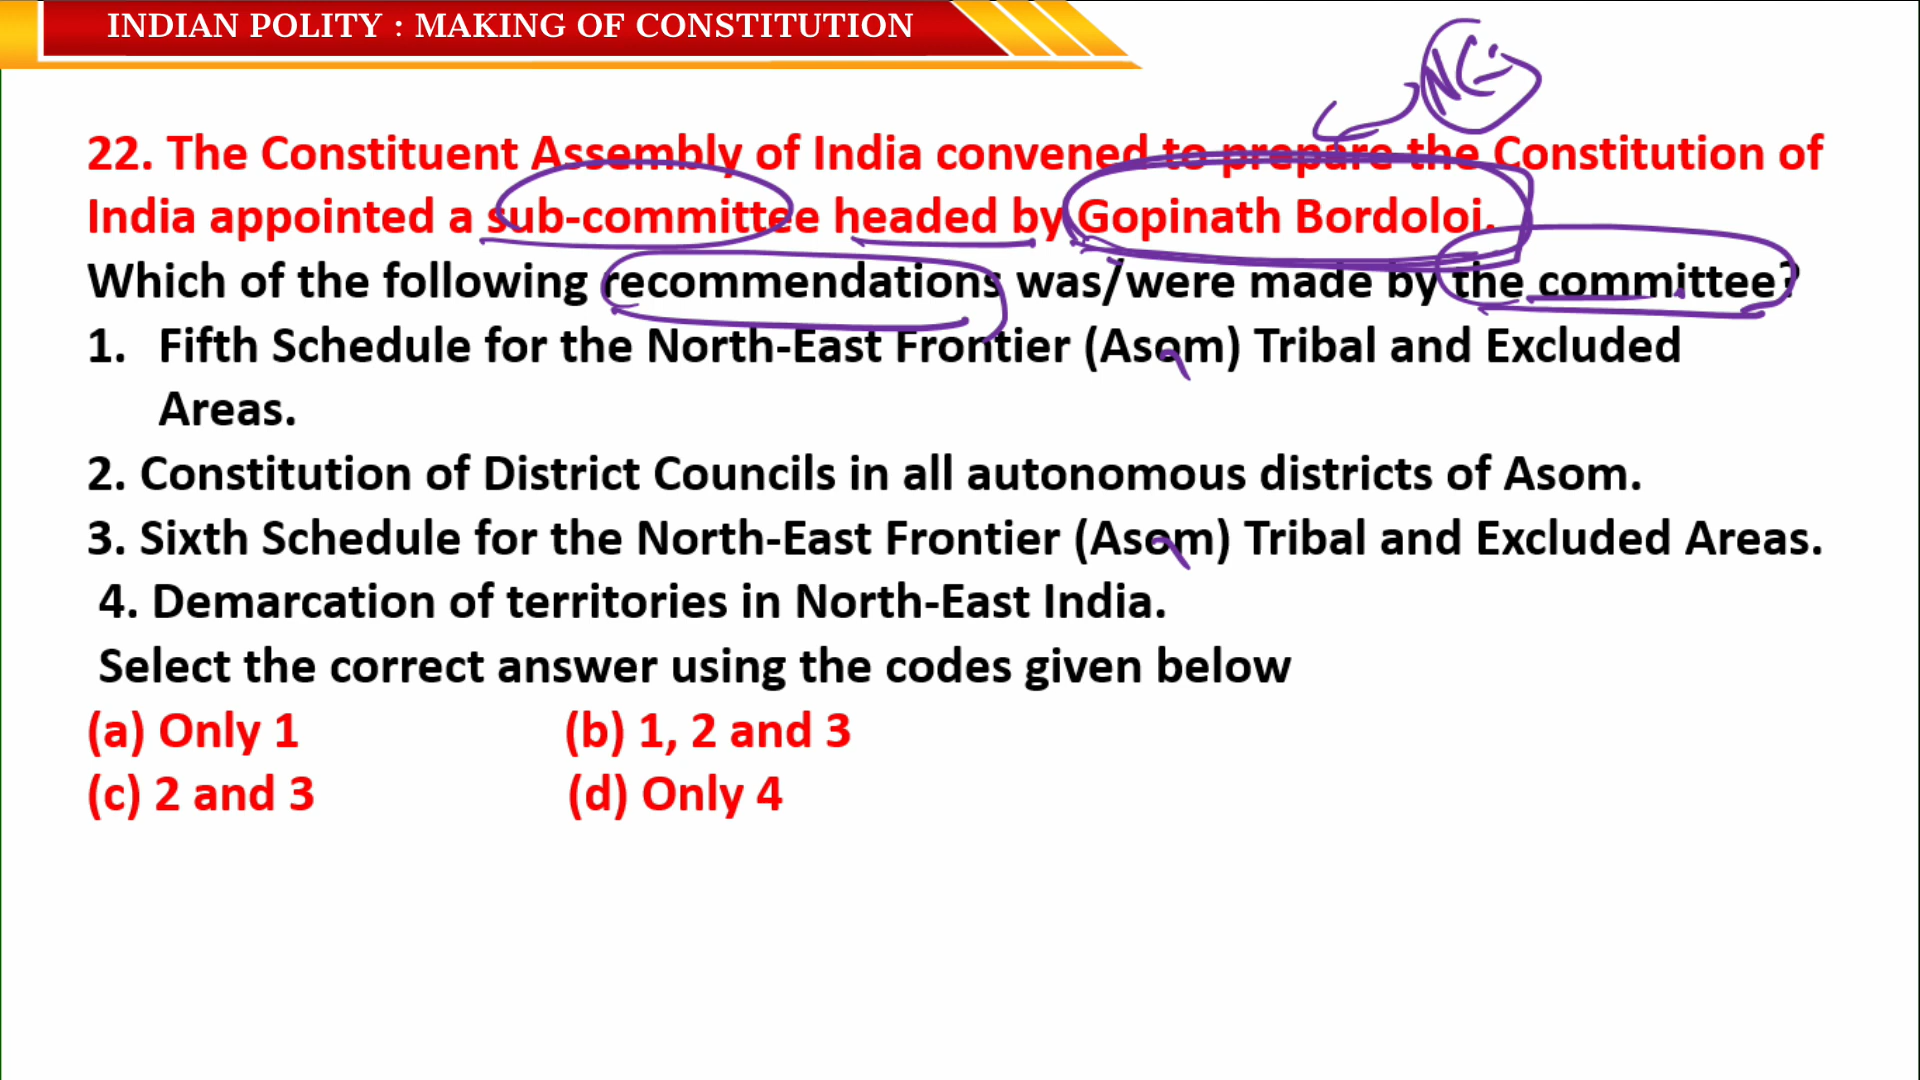 INDIAN POLITY : MAKING OF CONSTITUTION
22. The Constituent Assembly of India convened to prepare the Constitution of
India appointed a sub-committee headed by Gopinath Bordoloi.
Which of the following recommendations was/were made by the committee?
1. Fifth Schedule for the North-East Frontier (Asom) Tribal and Excluded
Areas.
2. Constitution of District Councils in all autonomous districts of Asom.
3. Sixth Schedule for the North-East Frontier (Asom) Tribal and Excluded Areas.
4. Demarcation of territories in North-East India.
Select the correct answer using the codes given below
(a) Only 1 (b) 1, 2 and 3
(c) 2 and 3 (d) Only 4